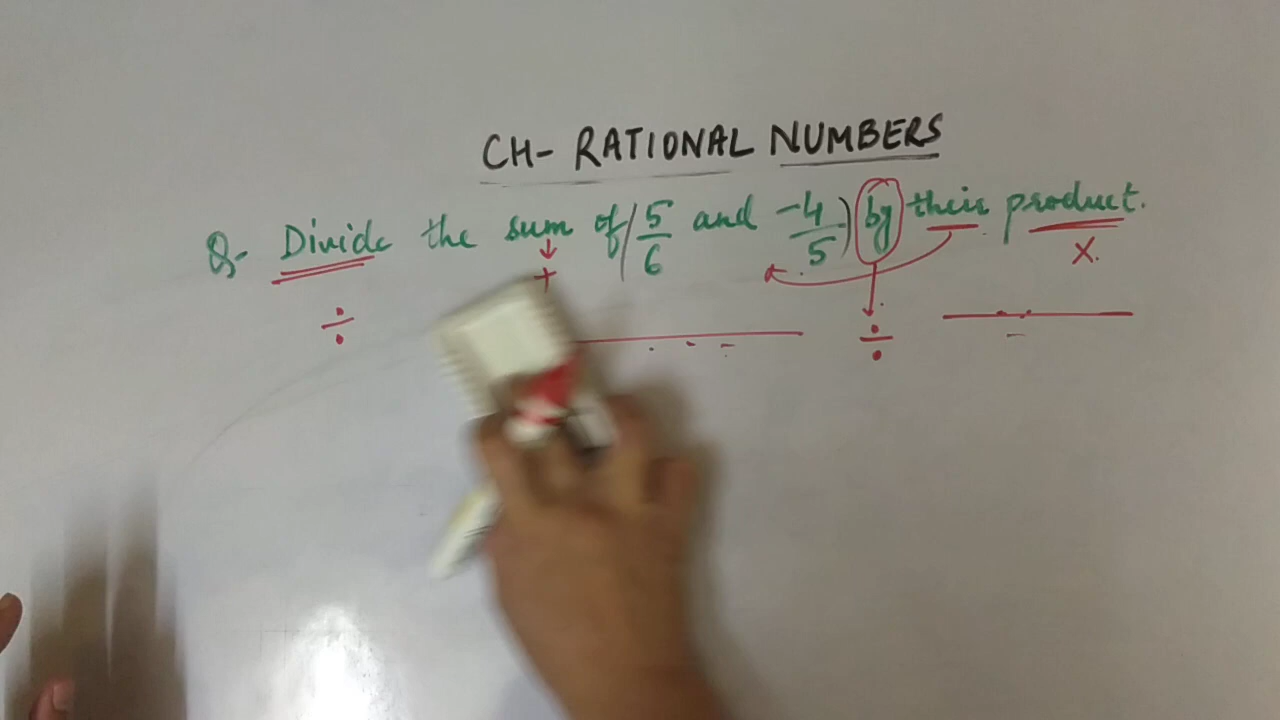 CH- RATIONAL NUMBERS
Q- Divide the sum of (5/6 and -4/5) by their product.
+ X.
÷ ÷